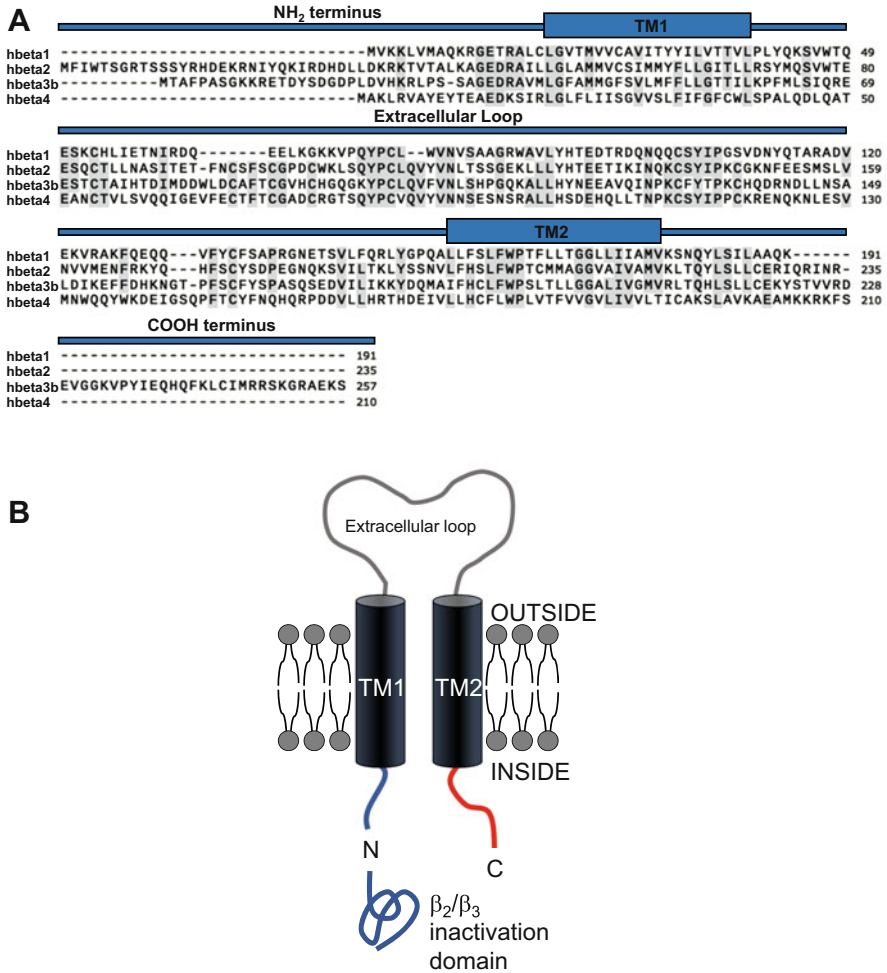 A
NH2 terminus
TM1
hbeta1 -------------------------------MVKKLVMAQKRGETRALCLGVTMVVCAVITYYILVTTVLPLYQKSVWTQ 49
hbeta2 MFIWTSGRTSSSYRHDEKRNIYQKIRDHDLLDKRKTVTALKAGEDRAILLGLAMMVCSIMMYFLLGITLLRSYMQSVWTE 80
hbeta3b ----------MTAFPASGKKRETDYSDGDPLDVHKRLPS-SAGEDRAVMLGFAMMGFSVLMFFLLGTTILKPFMLSIQRE 69
hbeta4 ------------------------------MAKLRVAYEYTEAEDKSIRLGLFLIISGVVSLFIFGFCWLSPALQDLQAT 50
Extracellular Loop
hbeta1 ESKCHLIETNIRDQ-------EELKGKKVPQYPCL--WVNVSAAGRWAVLYHTEDTRDQNQQCSYIPGSVDNYQTARADV 120
hbeta2 ESQCTLLNASITET-FNCSFSCGPDCWKLSQYPCLQVYVNLTSSGEKLLLYHTEETIKINQKCSYIPKCGKNFEESMSLV 159
hbeta3b ESTCTAIHTDIMDDWLDCAFTCGVHCHGQGKYPCLQVFVNLSHPGQKALLHYNEEAVQINPKCFYTPKCHQDRNDLLNSA 149
hbeta4 EANCTVLSVQQIGEVFECTFTCGADCRGTSQYPCVQVYVNNSESNSRALLHSDEHQLLTNPKCSYIPPCKRENQKNLESV 130
TM2
hbeta1 EKVRAKFQEQQ---VFYCFSAPRGNETSVLFQRLYGPQALLFSLFWPTFLLTGGLLIIAMVKSNQYLSILAAQK------ 191
hbeta2 NVVMENFRKYQ--HFSCYSDPEGNQKSVILTKLYSSNVLFHSLFWPTCMMAGGVAIVAMVKLTQYLSLLCERIQRINR- 235
hbeta3b LDIKEFFDHKNGT-PFSCFYSPASQSEDVILIKKYDQMAIFHCLFWPSLTLLGGALIVGMVRLTQHLSLLCEKYSTVVRD 228
hbeta4 MNWQQYWKDEIGSQPFTCYFNQHQRPDDVLLHRTHDEIVLLHCFLWPLVTFVVGVLIVVLTICAKSLAVKAEAMKKRKFS 210
COOH terminus
hbeta1 ----------------------------- 191
hbeta2 ----------------------------- 235
hbeta3b EVGGKVPYIEQHQFKLCIMRRSKGRAEKS 257
hbeta4 ----------------------------- 210
B
Extracellular loop
OUTSIDE
TM1
TM2
INSIDE
N
C
β2/β3
inactivation
domain